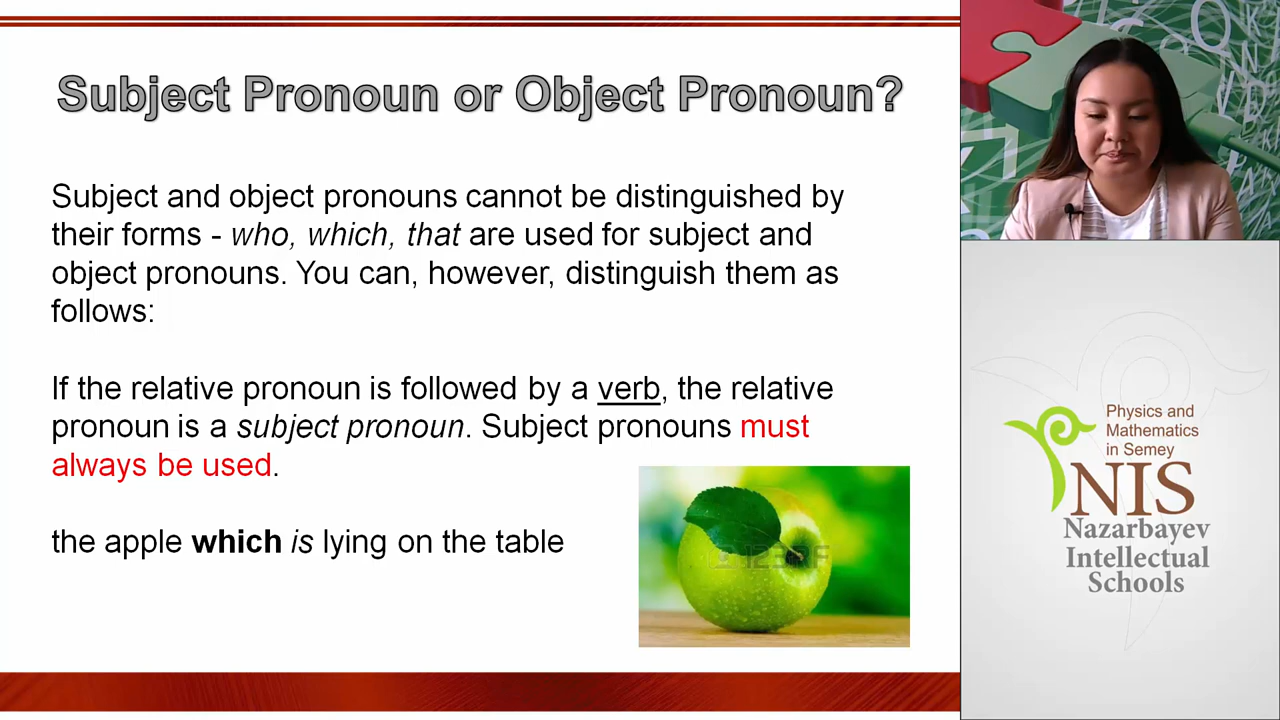 Subject Pronoun or Object Pronoun?
Subject and object pronouns cannot be distinguished by
their forms - who, which, that are used for subject and
object pronouns. You can, however, distinguish them as
follows:
If the relative pronoun is followed by a verb, the relative
pronoun is a subject pronoun. Subject pronouns must
always be used.
the apple which is lying on the table
123RF
Physics and
Mathematics
in Semey
NIS
Nazarbayev
Intellectual
Schools